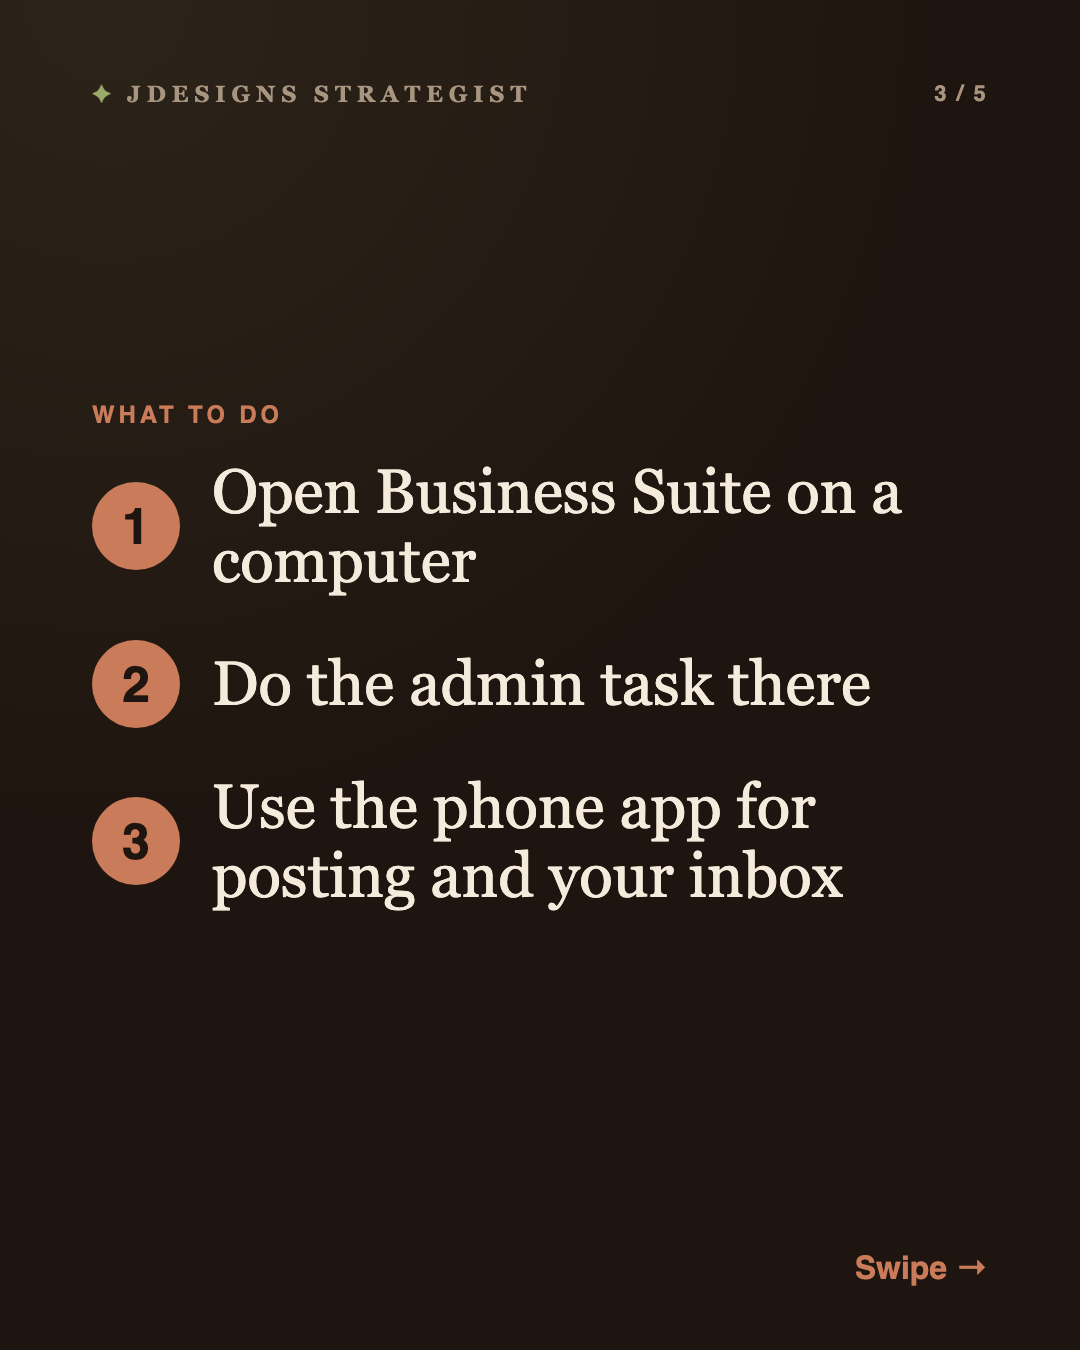 ✦ JDESIGNS STRATEGIST
3 / 5
WHAT TO DO
1 Open Business Suite on a
computer
2 Do the admin task there
3 Use the phone app for
posting and your inbox
Swipe →